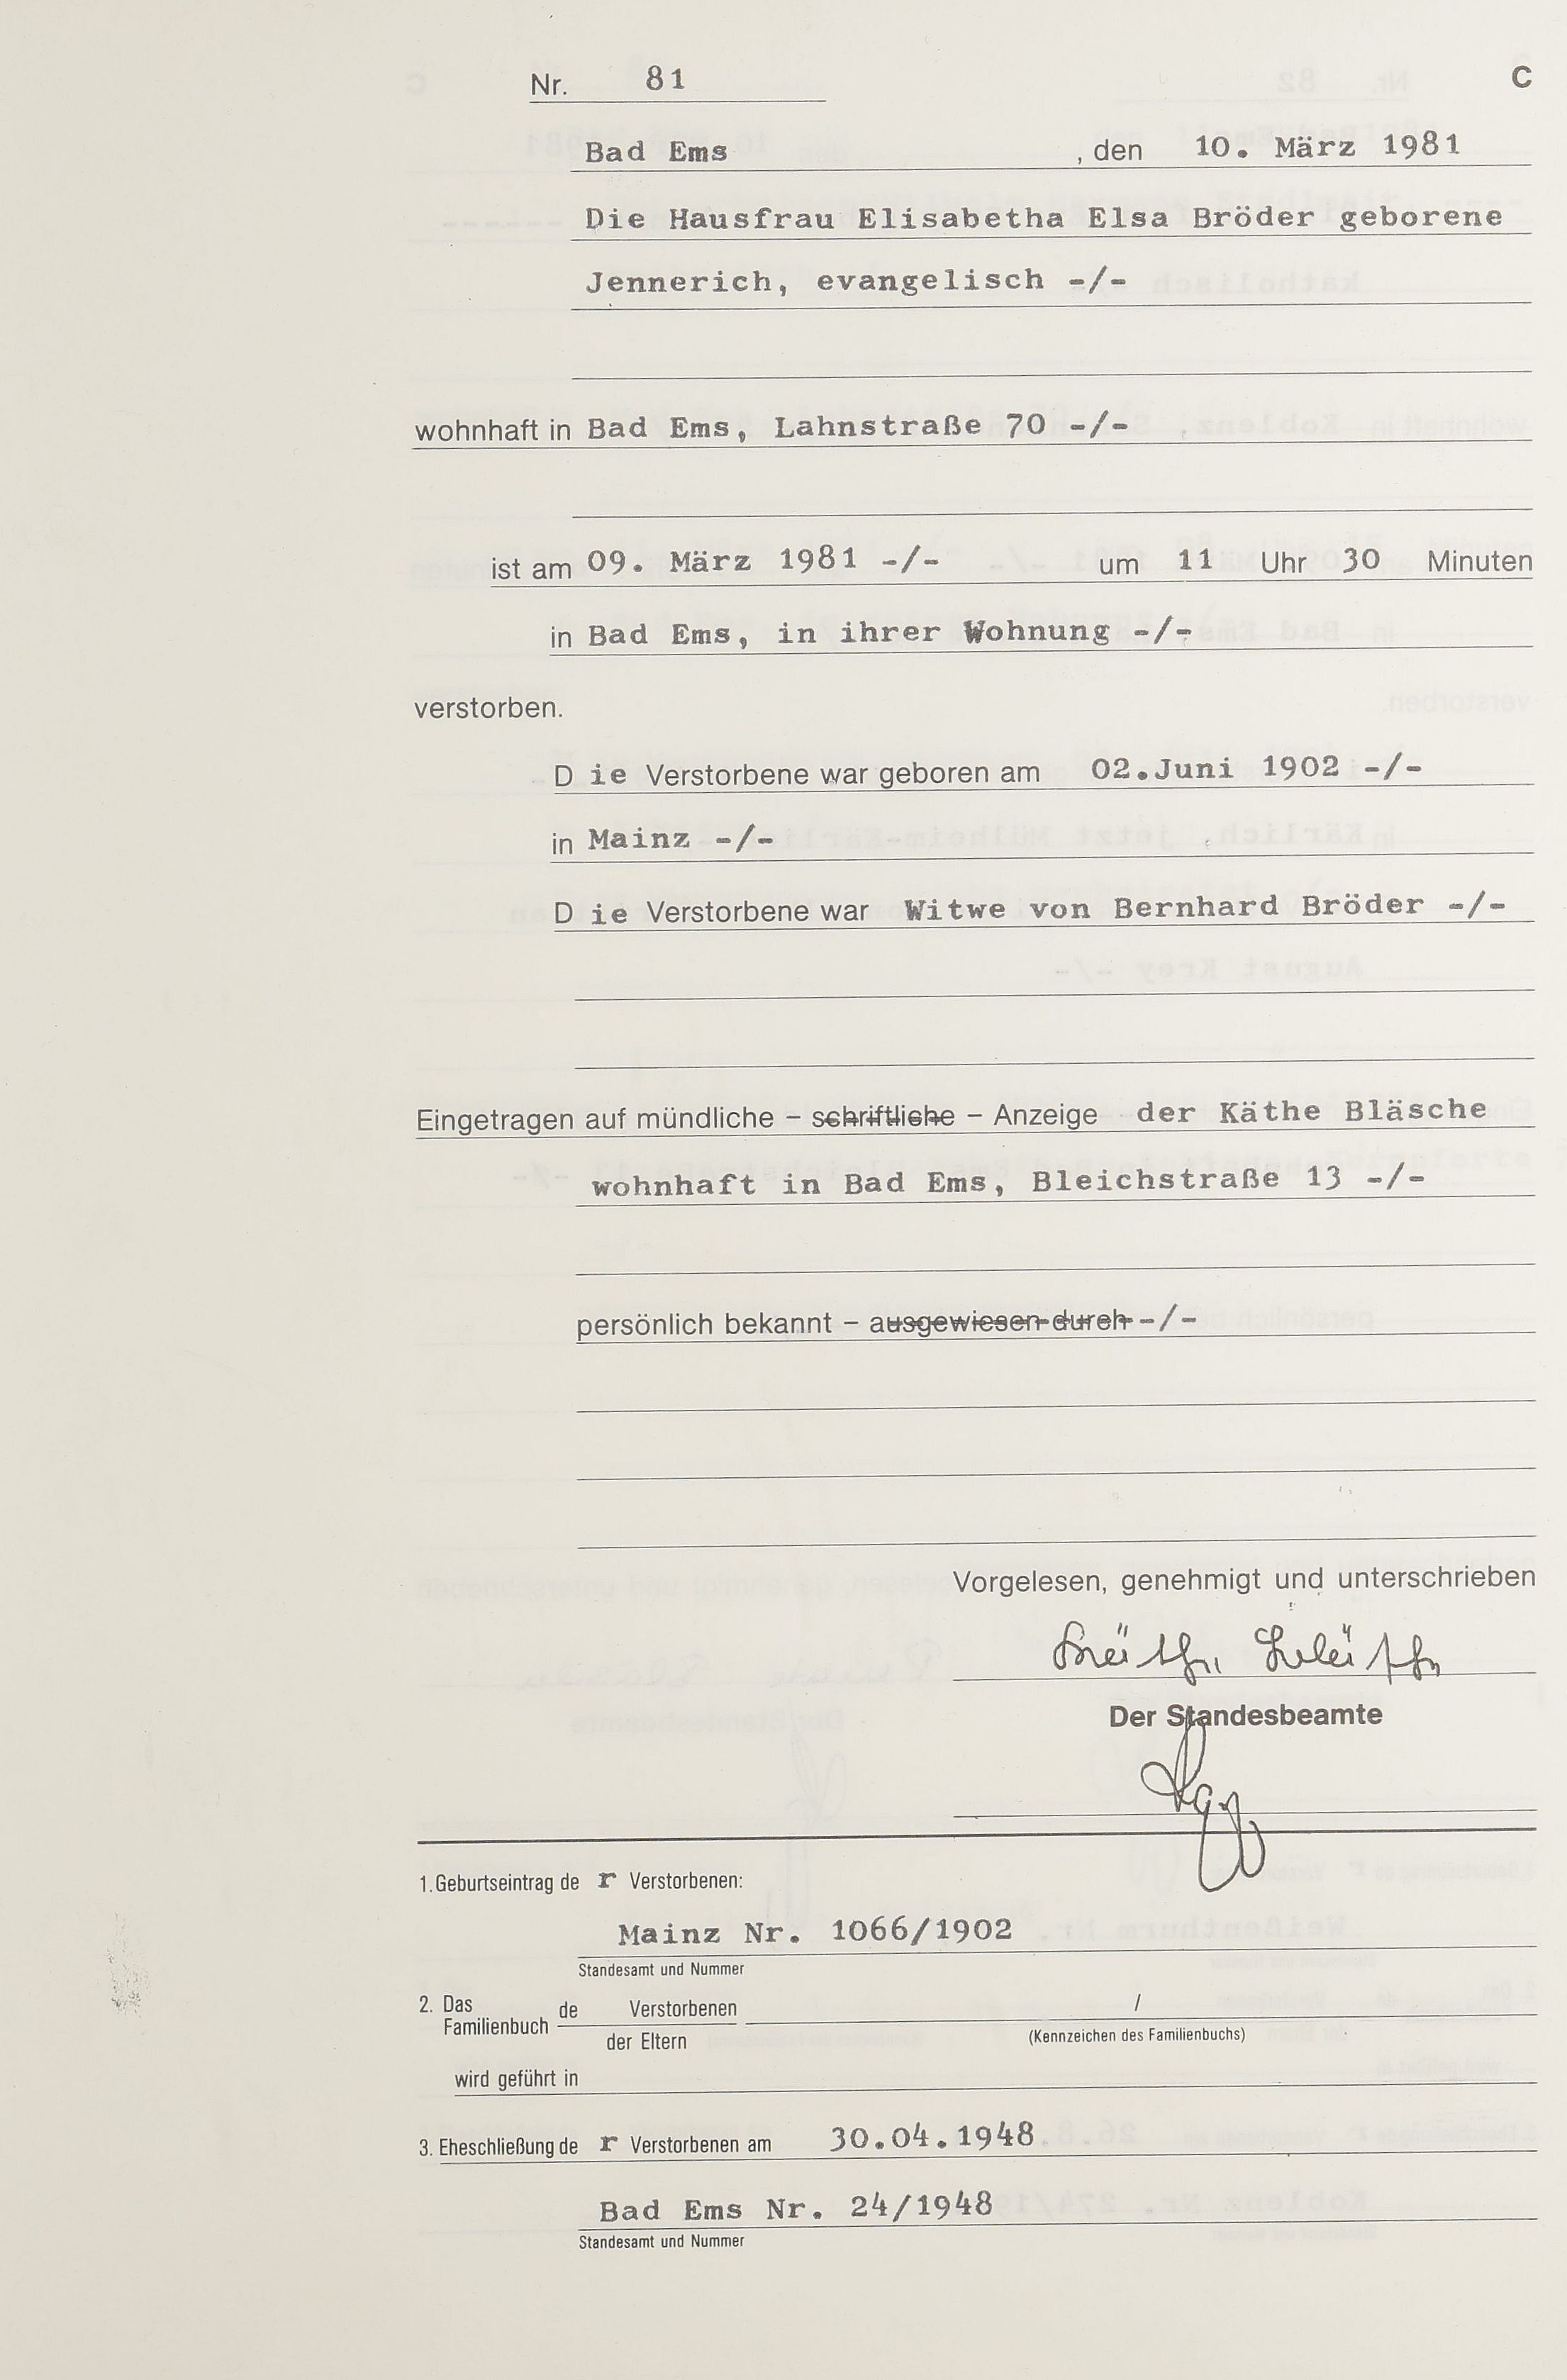 Nr. 81 C
Bad Ems , den 10. März 1981
Die Hausfrau Elisabetha Elsa Bröder geborene
Jennerich, evangelisch -/-
wohnhaft in Bad Ems, Lahnstraße 70 -/-
ist am 09. März 1981 -/- um 11 Uhr 30 Minuten
in Bad Ems, in ihrer Wohnung -/-
verstorben.
D ie Verstorbene war geboren am 02.Juni 1902 -/-
in Mainz -/-
D ie Verstorbene war Witwe von Bernhard Bröder -/-
Eingetragen auf mündliche – schriftliche – Anzeige der Käthe Bläsche
wohnhaft in Bad Ems, Bleichstraße 13 -/-
persönlich bekannt – ausgewiesen durch -/-
Vorgelesen, genehmigt und unterschrieben
Käthe Bläsche
Der Standesbeamte
1. Geburtseintrag de r Verstorbenen:
Mainz Nr. 1066/1902
Standesamt und Nummer
2. Das Familienbuch de Verstorbenen /
der Eltern (Kennzeichen des Familienbuchs)
wird geführt in
3. Eheschließung de r Verstorbenen am 30.04.1948
Bad Ems Nr. 24/1948
Standesamt und Nummer